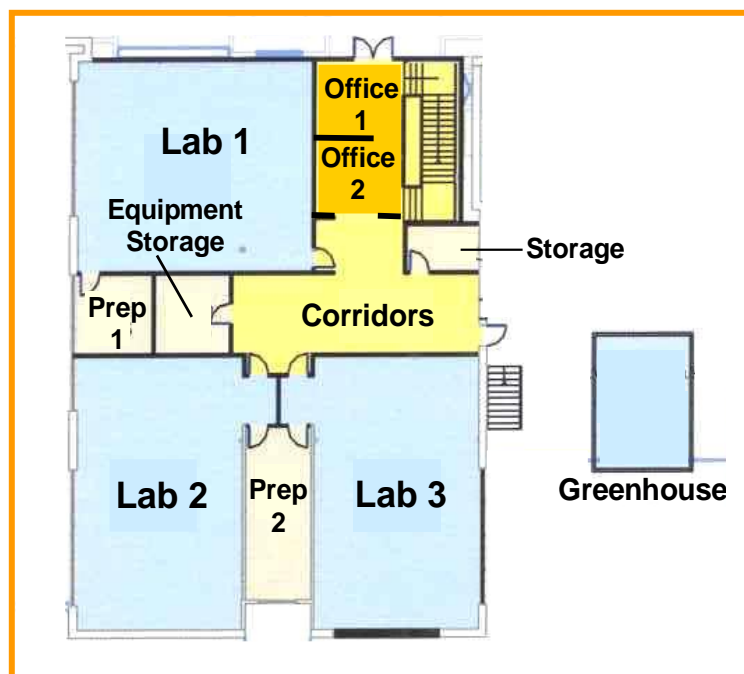 Office
1
Lab 1
Office
2
Equipment
Storage
Storage
Prep
1
Corridors
Lab 2
Prep
2
Lab 3
Greenhouse